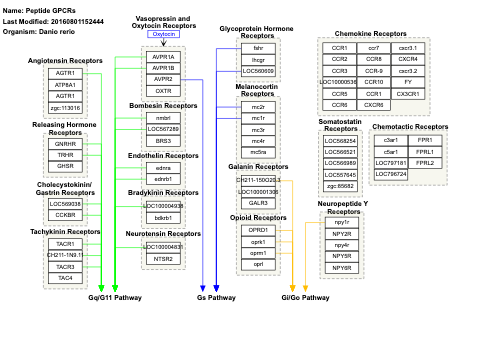 Name: Peptide GPCRs
Last Modified: 20160801152444
Organism: Danio rerio
Vasopressin and
Oxytocin Receptors
Oxytocin
AVPR1A
AVPR1B
AVPR2
OXTR
Bombesin Receptors
nmbrl
LOC567289
BRS3
Endothelin Receptors
ednra
ednrb1
Bradykinin Receptors
LOC100004936
bdkrb1
Neurotensin Receptors
LOC100004831
NTSR2
Angiotensin Receptors
AGTR1
ATP8A1
AGTR1
zgc:113016
Releasing Hormone
Receptors
GNRHR
TRHR
GHSR
Cholecystokinin/
Gastrin Receptors
LOC569038
CCKBR
Tachykinin Receptors
TACR1
CH211-1N9.11
TACR3
TAC4
Glycoprotein Hormone
Receptors
fshr
lhcgr
LOC560609
Melanocortin
Receptors
mc2r
mc1r
mc3r
mc4r
mc5ra
Galanin Receptors
CH211-150O23.3
LOC100001306
GALR3
Opioid Receptors
OPRD1
oprk1
oprm1
oprl
Chemokine Receptors
CCR1 ccr7 cxcr3.1
CCR2 CCR8 CXCR4
CCR3 CCR-9 cxcr3.2
LOC10000536 CCR10 FY
CCR5 CCR1 CX3CR1
CCR6 CXCR6
Somatostatin
Receptors
LOC568254
LOC566521
LOC566989
LOC557645
zgc:85682
Chemotactic Receptors
c3ar1 FPR1
c5ar1 FPRL1
LOC797181 FPRL2
LOC796724
Neuropeptide Y
Receptors
npy1r
NPY2R
npy4r
NPY5R
NPY6R
Gq/G11 Pathway
Gs Pathway
Gi/Go Pathway